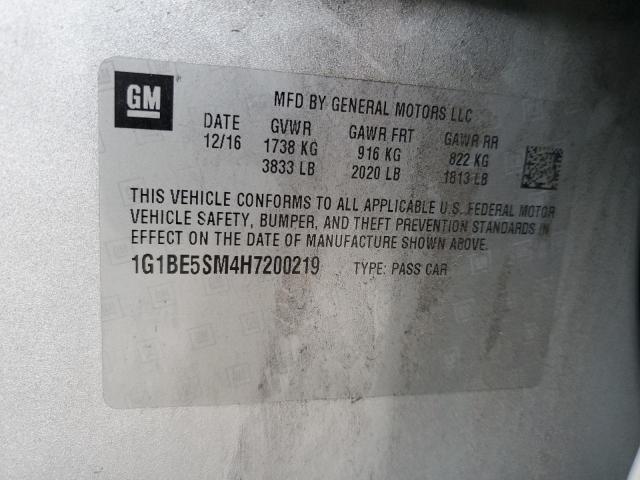 GM
MFD BY GENERAL MOTORS LLC
DATE GVWR GAWR FRT GAWR RR
12/16 1738 KG 916 KG 822 KG
3833 LB 2020 LB 1813 LB
THIS VEHICLE CONFORMS TO ALL APPLICABLE U.S. FEDERAL MOTOR
VEHICLE SAFETY, BUMPER, AND THEFT PREVENTION STANDARDS IN
EFFECT ON THE DATE OF MANUFACTURE SHOWN ABOVE.
1G1BE5SM4H7200219 TYPE: PASS CAR